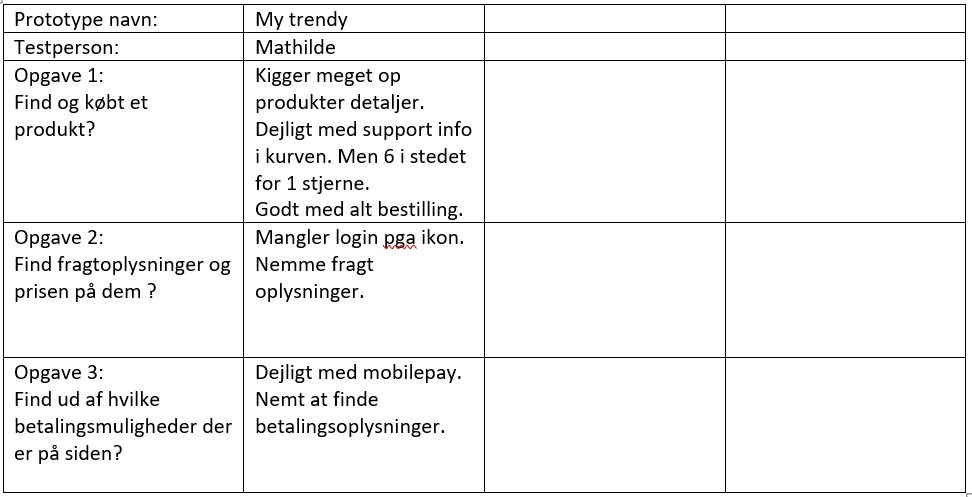 Prototype navn:
My trendy
Testperson:
Mathilde
Opgave 1:
Find og købt et
produkt?
Kigger meget op
produkter detaljer.
Dejligt med support info
i kurven. Men 6 i stedet
for 1 stjerne.
Godt med alt bestilling.
Opgave 2:
Find fragtoplysninger og
prisen på dem ?
Mangler login pga ikon.
Nemme fragt
oplysninger.
Opgave 3:
Find ud af hvilke
betalingsmuligheder der
er på siden?
Dejligt med mobilepay.
Nemt at finde
betalingsoplysninger.